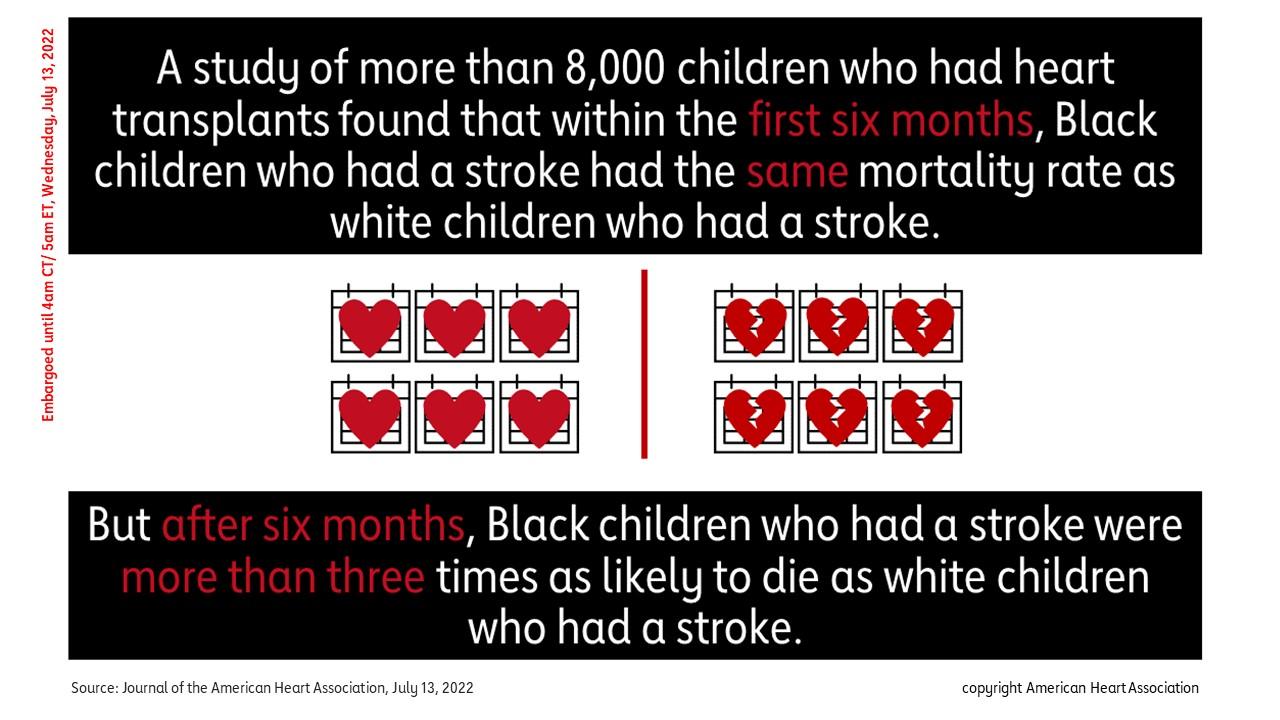 Embargoed until 4am CT/ 5am ET, Wednesday, July 13, 2022
A study of more than 8,000 children who had heart
transplants found that within the first six months, Black
children who had a stroke had the same mortality rate as
white children who had a stroke.
But after six months, Black children who had a stroke were
more than three times as likely to die as white children
who had a stroke.
Source: Journal of the American Heart Association, July 13, 2022
copyright American Heart Association